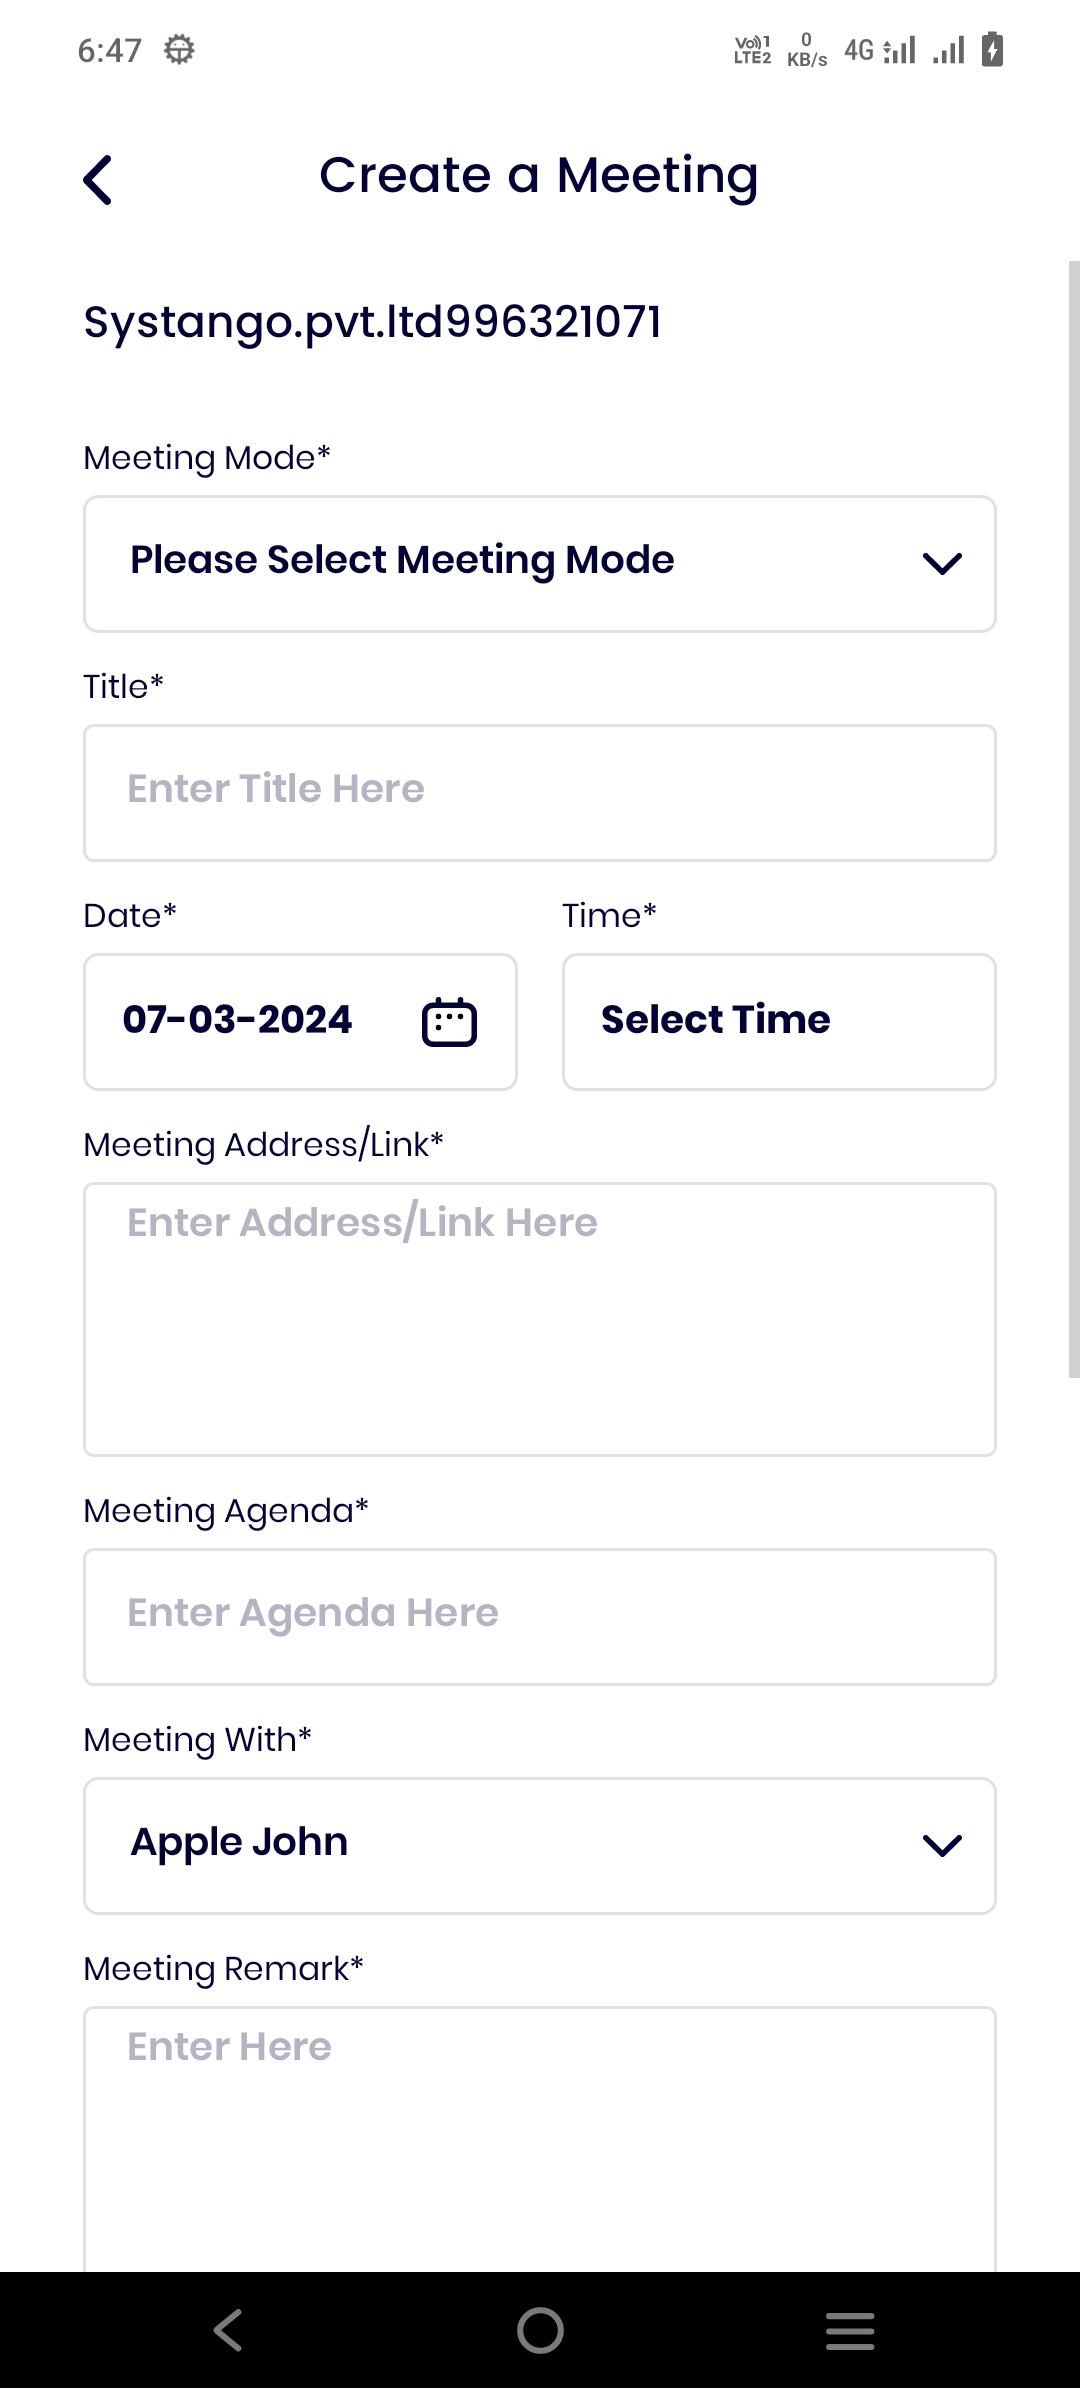 6:47
Vo)) 1
LTE2
0
KB/s
4G
Create a Meeting
Systango.pvt.ltd996321071
Meeting Mode*
Please Select Meeting Mode
Title*
Enter Title Here
Date* Time*
07-03-2024 Select Time
Meeting Address/Link*
Enter Address/Link Here
Meeting Agenda*
Enter Agenda Here
Meeting With*
Apple John
Meeting Remark*
Enter Here